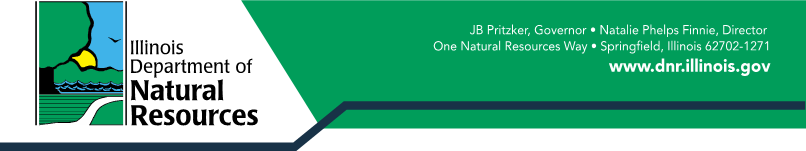 Illinois
Department of
Natural
Resources
JB Pritzker, Governor • Natalie Phelps Finnie, Director
One Natural Resources Way • Springfield, Illinois 62702-1271
www.dnr.illinois.gov